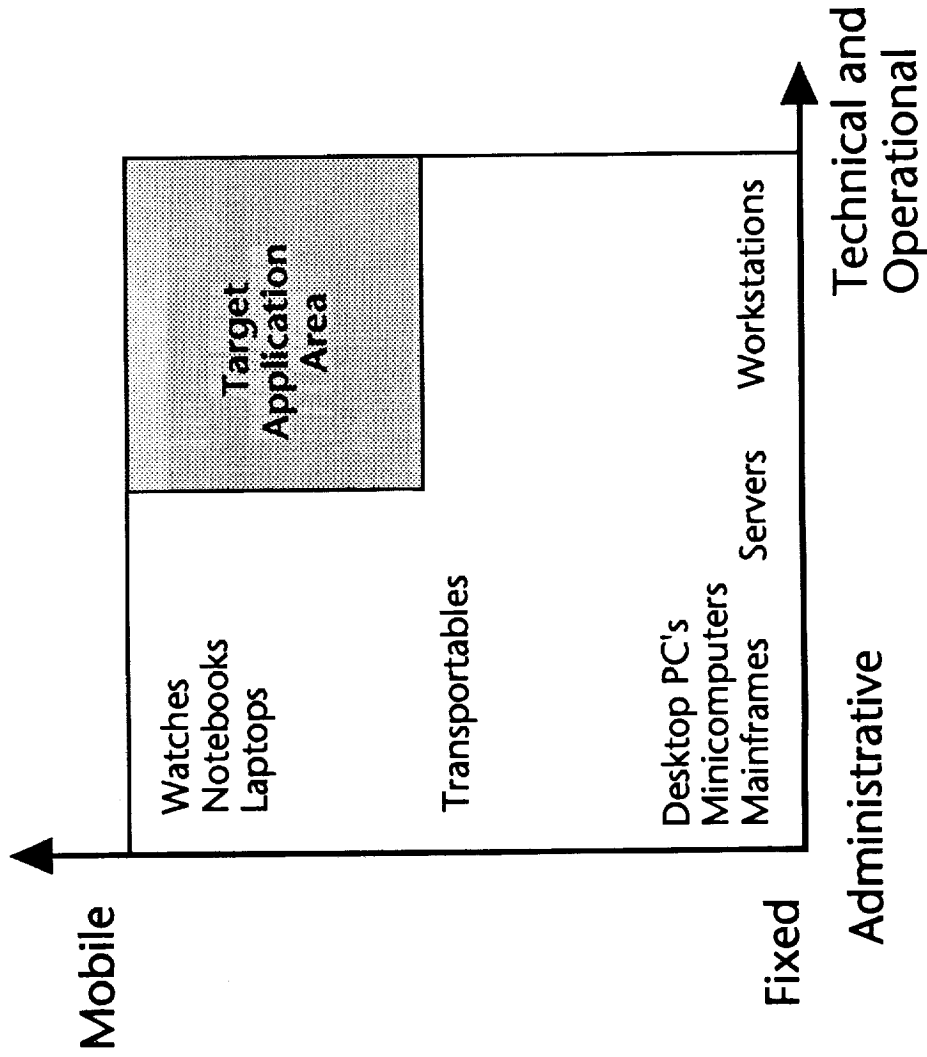 Mobile
Watches
Notebooks
Laptops
Target
Application
Area
Transportables
Desktop PC's
Minicomputers
Mainframes
Servers
Workstations
Fixed
Administrative
Technical and
Operational